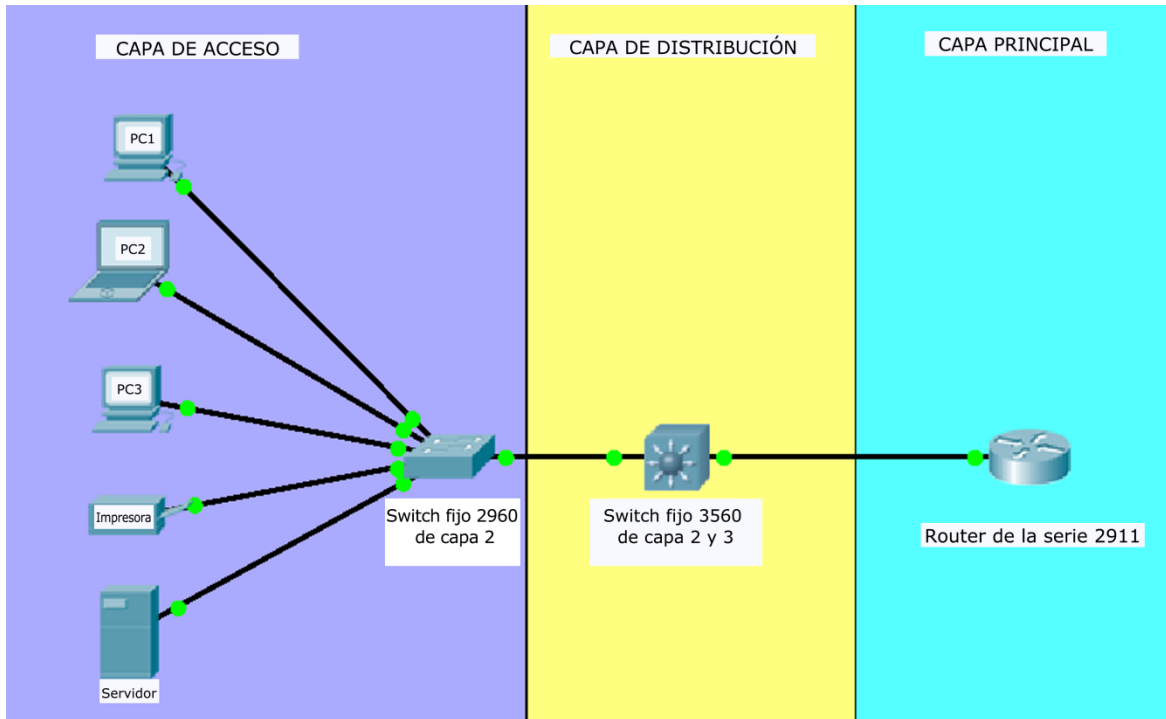 CAPA DE ACCESO
CAPA DE DISTRIBUCIÓN
CAPA PRINCIPAL
PC1
PC2
PC3
Impresora
Servidor
Switch fijo 2960
de capa 2
Switch fijo 3560
de capa 2 y 3
Router de la serie 2911